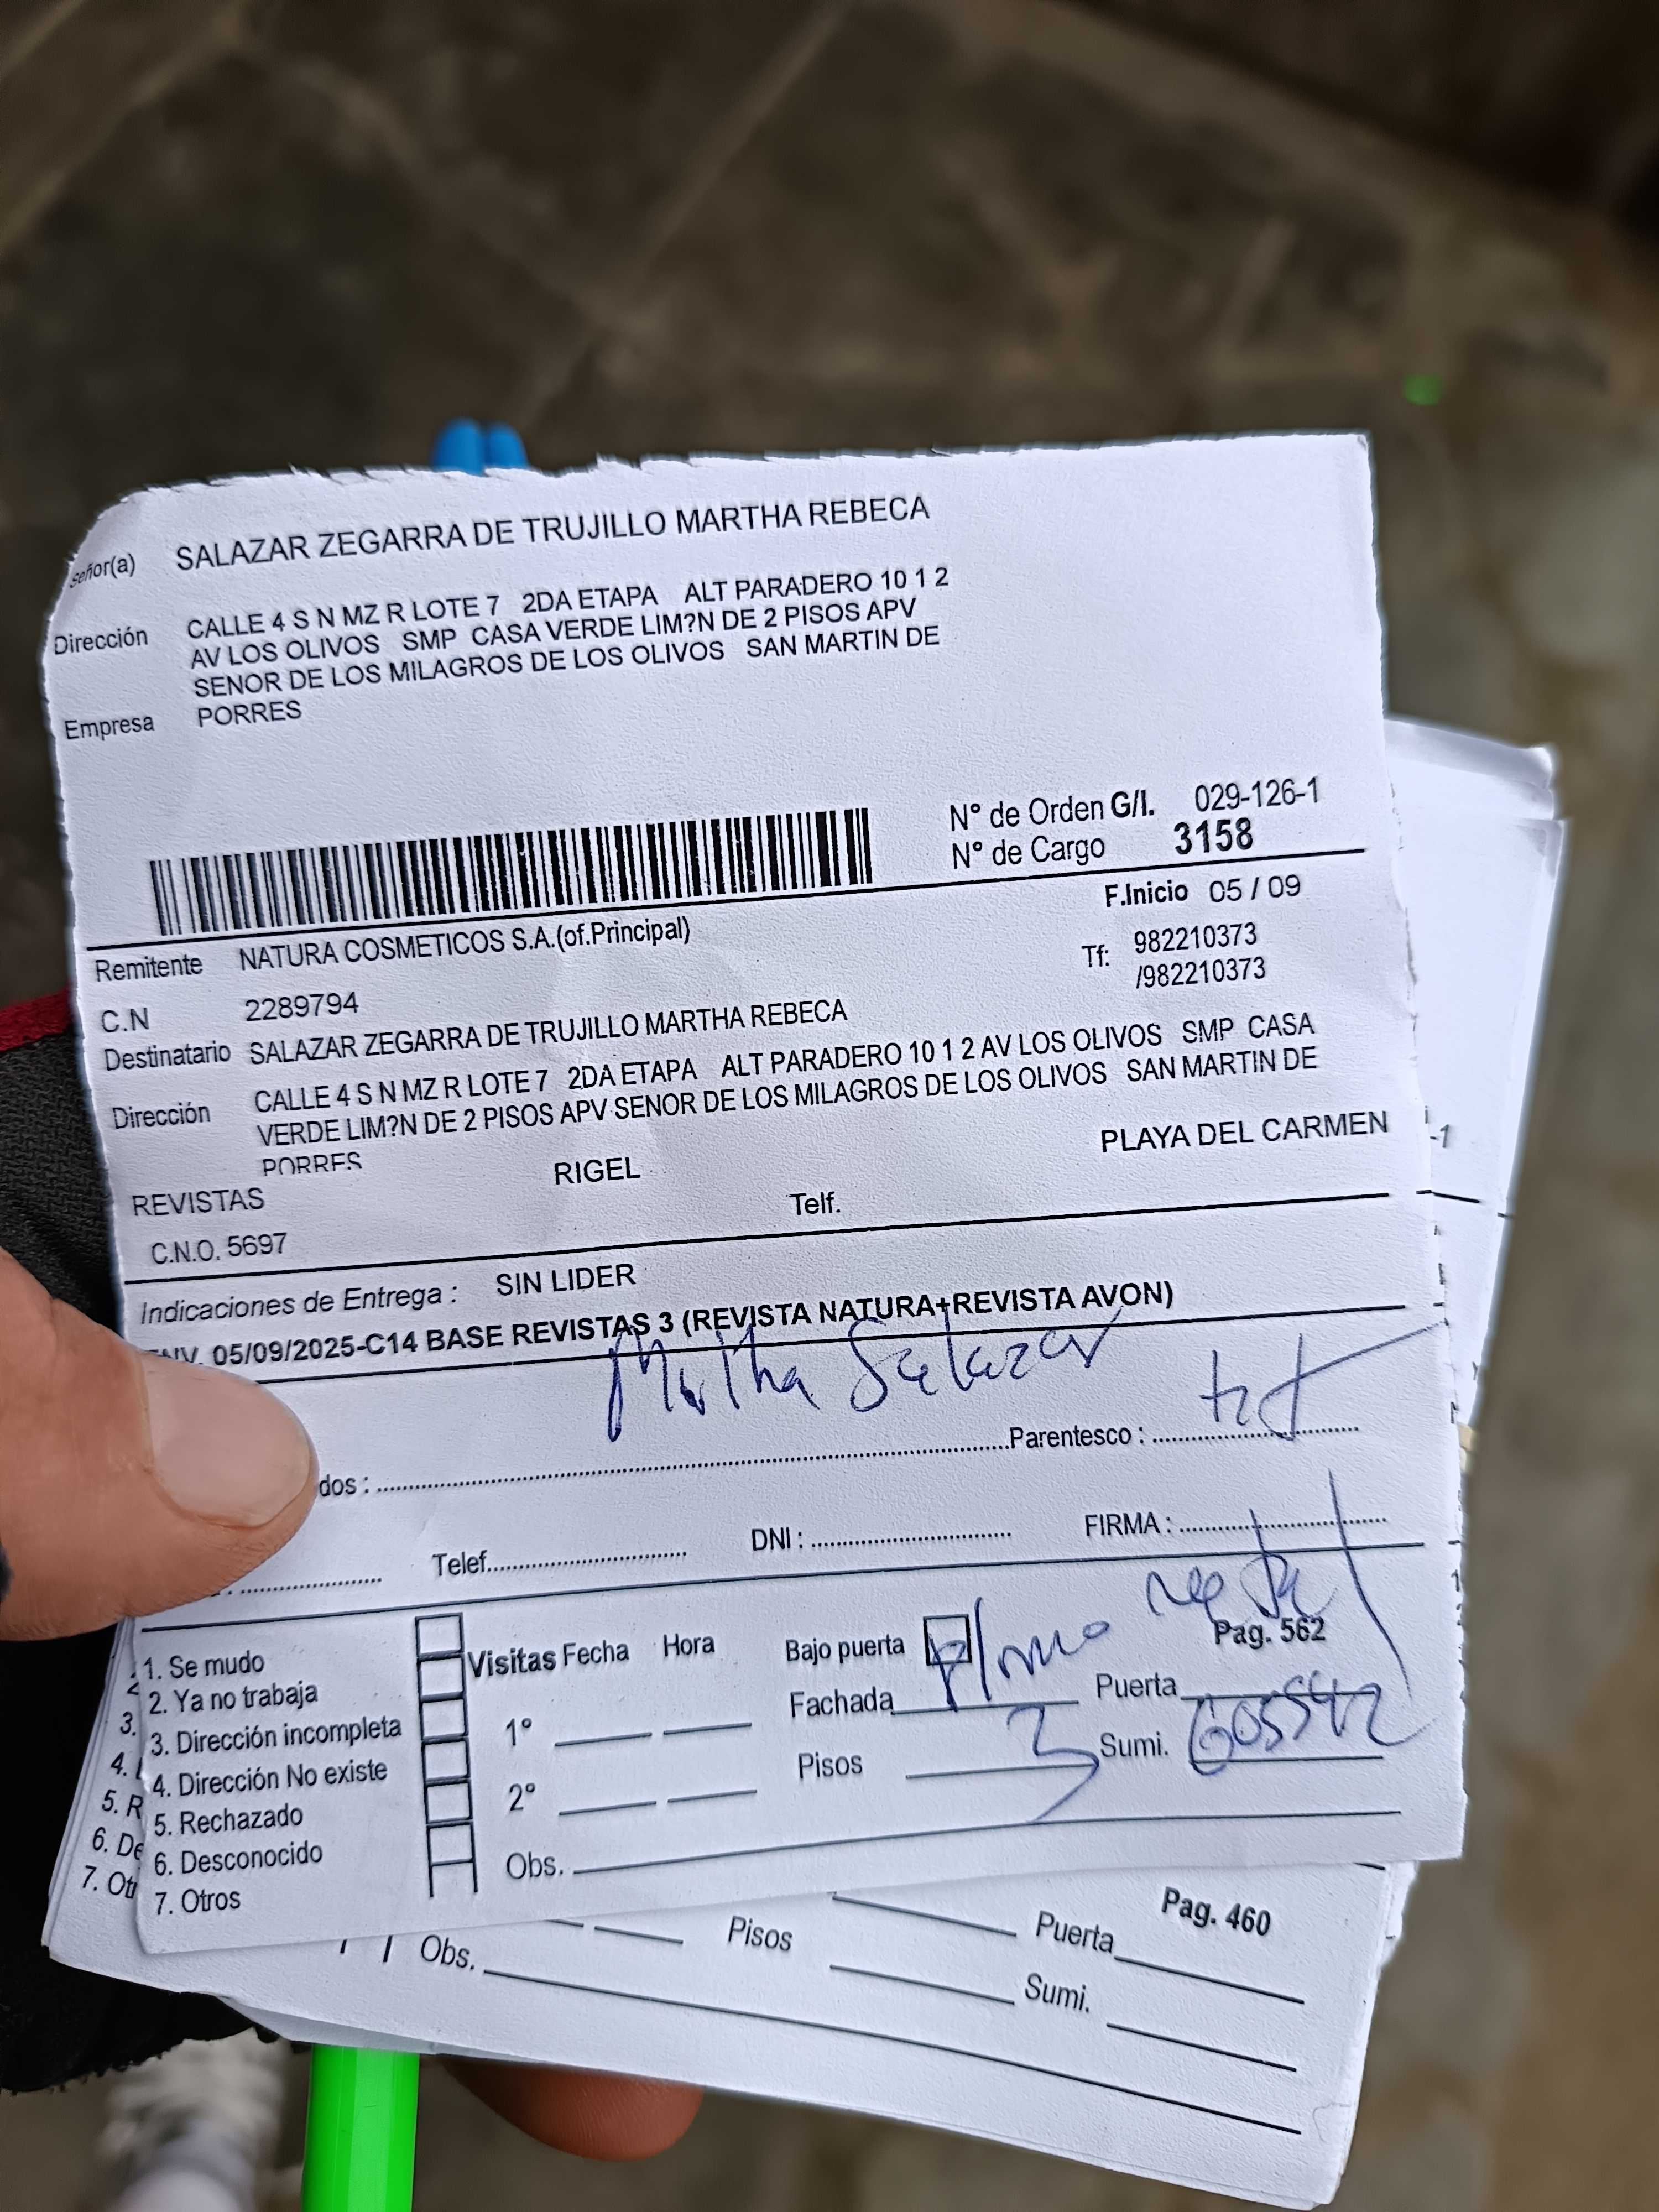 Señor(a) SALAZAR ZEGARRA DE TRUJILLO MARTHA REBECA
Dirección CALLE 4 S N MZ R LOTE 7 2DA ETAPA ALT PARADERO 10 1 2
AV LOS OLIVOS SMP CASA VERDE LIM?N DE 2 PISOS APV
SENOR DE LOS MILAGROS DE LOS OLIVOS SAN MARTIN DE
Empresa PORRES
N° de Orden G/I. 029-126-1
N° de Cargo 3158
F.Inicio 05 / 09
Remitente NATURA COSMETICOS S.A.(of.Principal)
Tf: 982210373
/982210373
C.N 2289794
Destinatario SALAZAR ZEGARRA DE TRUJILLO MARTHA REBECA
Dirección CALLE 4 S N MZ R LOTE 7 2DA ETAPA ALT PARADERO 10 1 2 AV LOS OLIVOS SMP CASA
VERDE LIM?N DE 2 PISOS APV SENOR DE LOS MILAGROS DE LOS OLIVOS SAN MARTIN DE
PORRES
REVISTAS RIGEL PLAYA DEL CARMEN
C.N.O. 5697 Telf.
Indicaciones de Entrega : SIN LIDER
05/09/2025-C14 BASE REVISTAS 3 (REVISTA NATURA+REVISTA AVON)
Martha Salazar
dos : Parentesco : tit
Telef. DNI : FIRMA :
1. Se mudo
2. Ya no trabaja
3. Dirección incompleta
4. Dirección No existe
5. Rechazado
6. Desconocido
7. Otros
Visitas Fecha Hora
1°
2°
Obs.
Bajo puerta Pag. 562
Fachada plomo Puerta
Pisos 3 Sumi. 605542
Pag. 460
Pisos Puerta
Obs. Sumi.